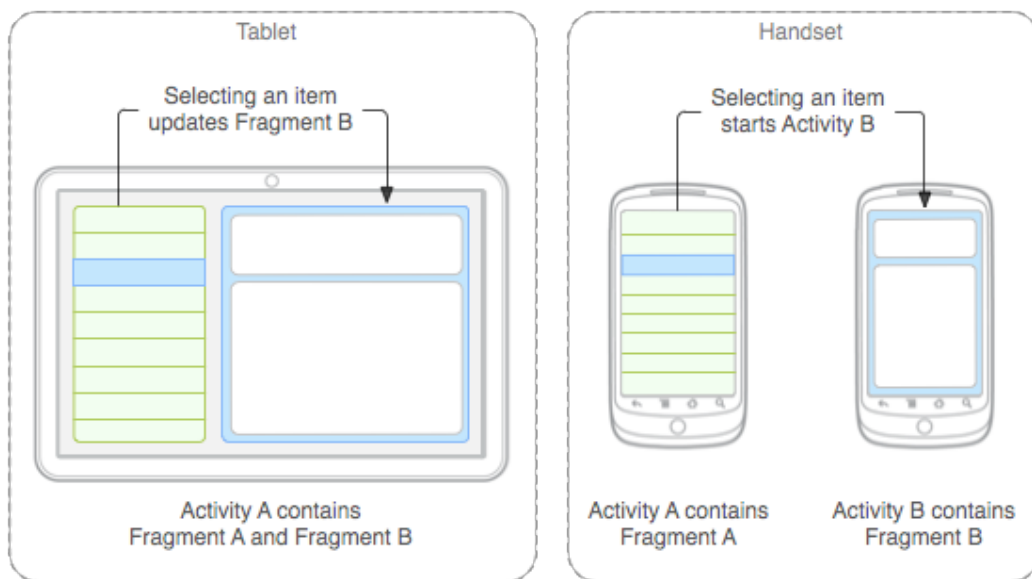 Tablet
Selecting an item
updates Fragment B
Activity A contains
Fragment A and Fragment B
Handset
Selecting an item
starts Activity B
Activity A contains
Fragment A
Activity B contains
Fragment B